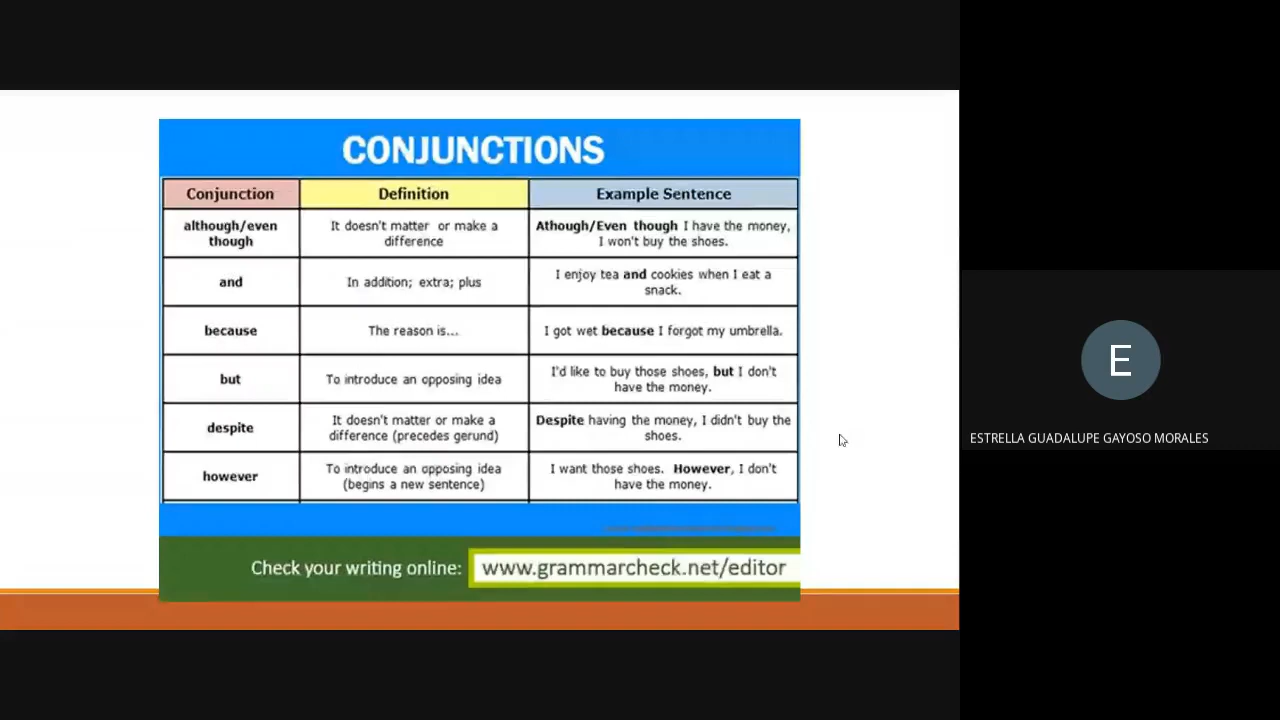 CONJUNCTIONS
Conjunction Definition Example Sentence
although/even though
It doesn't matter or make a difference
Athough/Even though I have the money,
I won't buy the shoes.
and
In addition; extra; plus
I enjoy tea and cookies when I eat a
snack.
because
The reason is...
I got wet because I forgot my umbrella.
but
To introduce an opposing idea
I'd like to buy those shoes, but I don't
have the money.
despite
It doesn't matter or make a
difference (precedes gerund)
Despite having the money, I didn't buy the
shoes.
however
To introduce an opposing idea
(begins a new sentence)
I want those shoes. However, I don't
have the money.
Check your writing online: www.grammarcheck.net/editor
E
ESTRELLA GUADALUPE GAYOSO MORALES